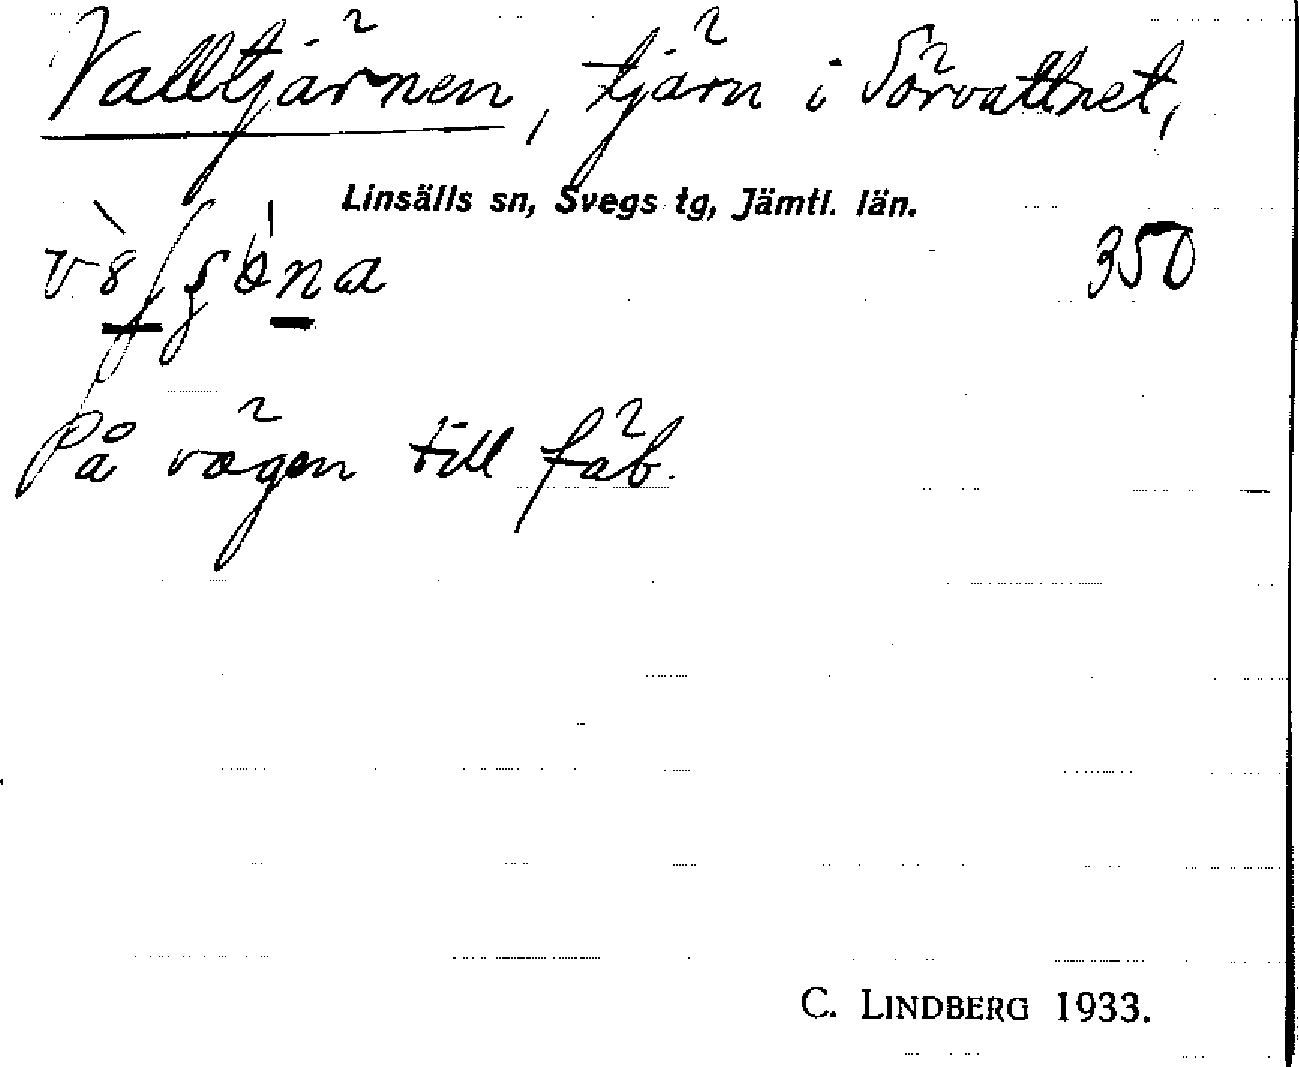 Valltjärnen, tjärn i Sörvattnet,
Linsälls sn, Svegs tg, Jämtl. län.
350
På vägen till fäb.
C. LINDBERG 1933.